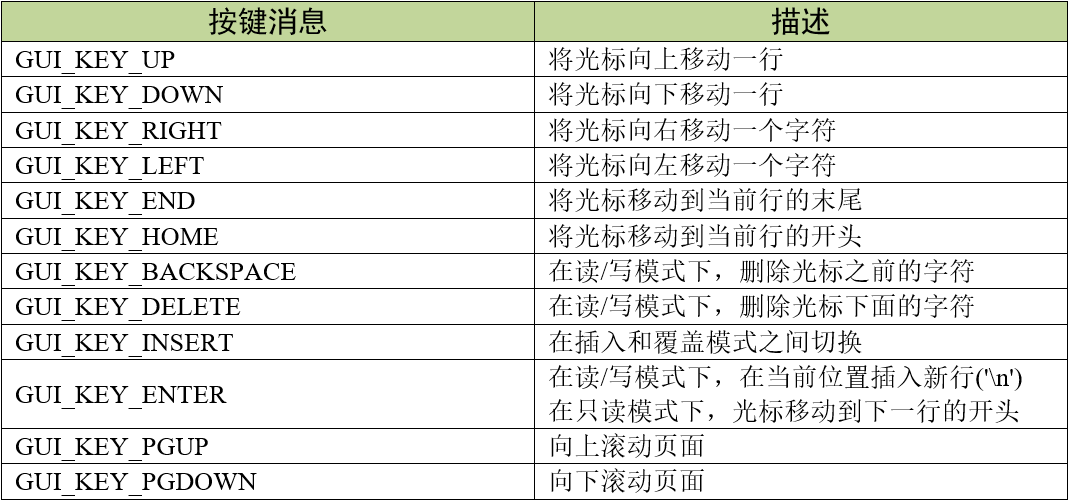 按键消息 描述
GUI_KEY_UP 将光标向上移动一行
GUI_KEY_DOWN 将光标向下移动一行
GUI_KEY_RIGHT 将光标向右移动一个字符
GUI_KEY_LEFT 将光标向左移动一个字符
GUI_KEY_END 将光标移动到当前行的末尾
GUI_KEY_HOME 将光标移动到当前行的开头
GUI_KEY_BACKSPACE 在读/写模式下，删除光标之前的字符
GUI_KEY_DELETE 在读/写模式下，删除光标下面的字符
GUI_KEY_INSERT 在插入和覆盖模式之间切换
GUI_KEY_ENTER 在读/写模式下，在当前位置插入新行('\n')
在只读模式下，光标移动到下一行的开头
GUI_KEY_PGUP 向上滚动页面
GUI_KEY_PGDOWN 向下滚动页面